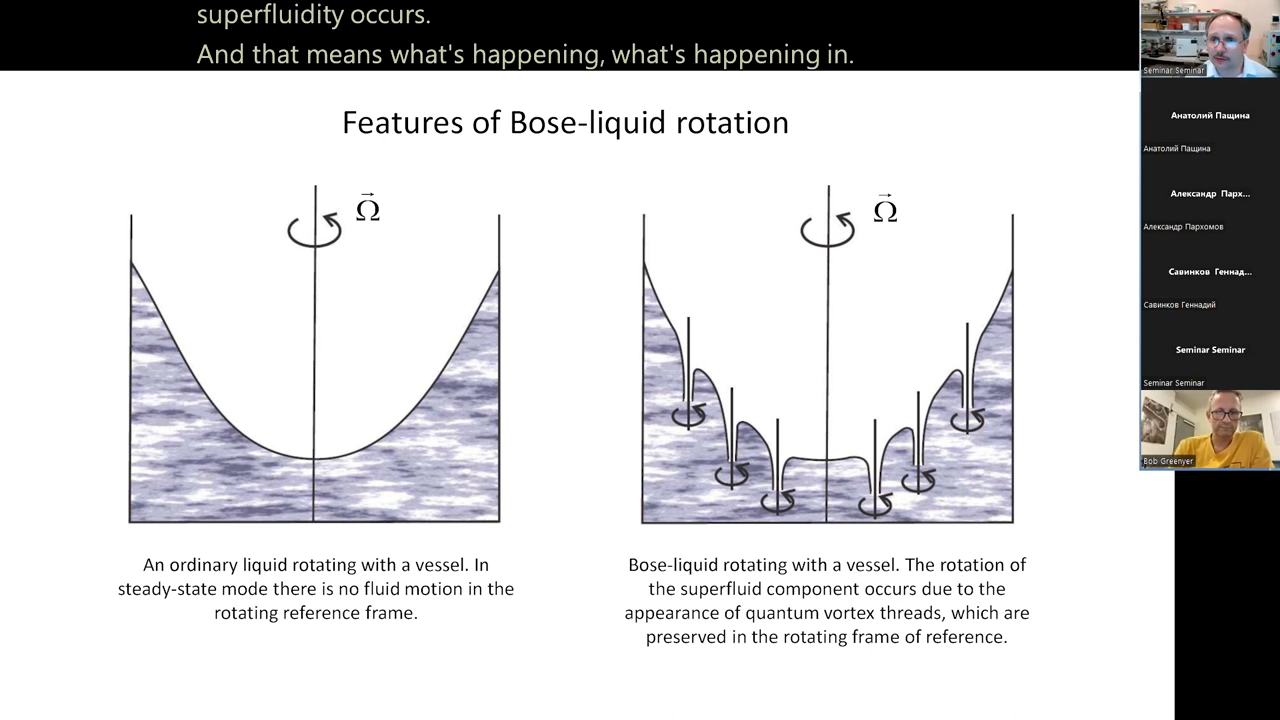 superfluidity occurs.
And that means what's happening, what's happening in.
Features of Bose-liquid rotation
Ω
Ω
An ordinary liquid rotating with a vessel. In
steady-state mode there is no fluid motion in the
rotating reference frame.
Bose-liquid rotating with a vessel. The rotation of
the superfluid component occurs due to the
appearance of quantum vortex threads, which are
preserved in the rotating frame of reference.
Seminar Seminar
Анатолий Пащина
Анатолий Пащина
Александр Парх...
Александр Пархомов
Савинков Геннад...
Савинков Геннадий
Seminar Seminar
Seminar Seminar
Bob Greenyer